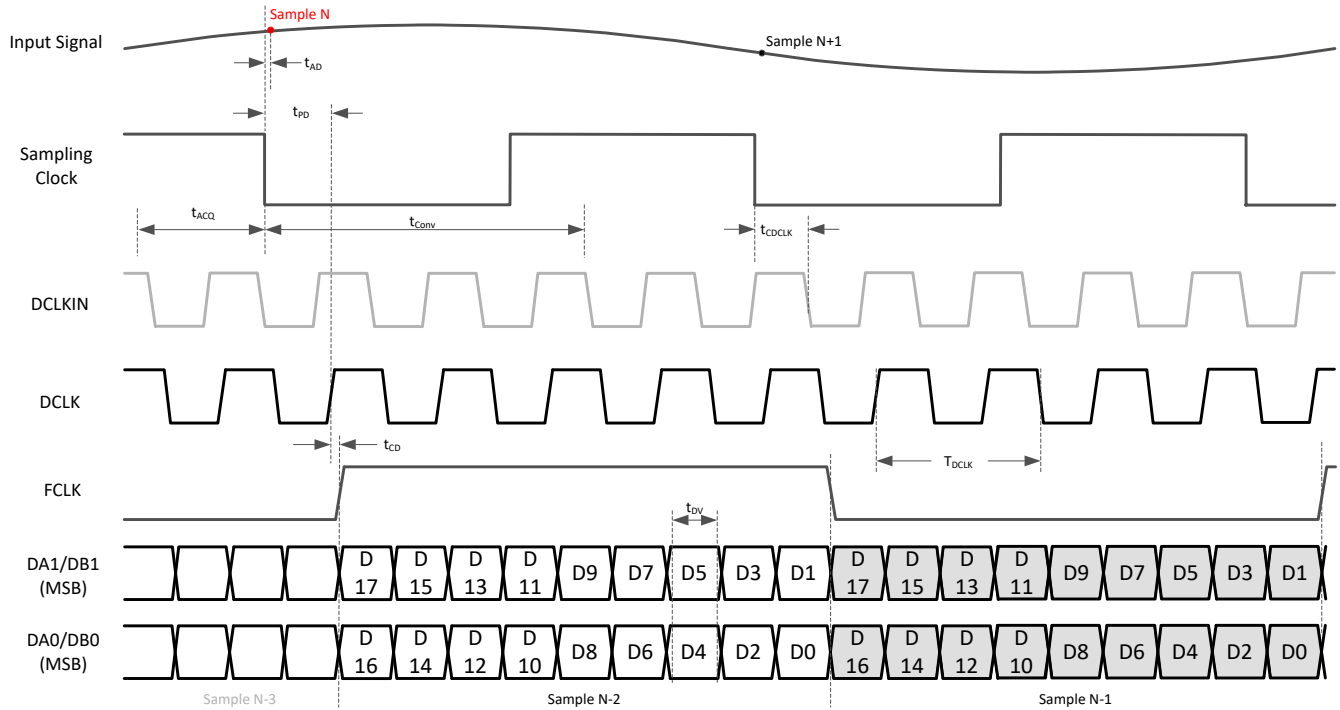 Sample N
Input Signal
Sample N+1
tAD
tPD
Sampling
Clock
tACQ
tConv
tCDCLK
DCLKIN
DCLK
tCD
TDCLK
FCLK
tDV
DA1/DB1
(MSB)
D 17 D 15 D 13 D 11 D9 D7 D5 D3 D1 D 17 D 15 D 13 D 11 D9 D7 D5 D3 D1
DA0/DB0
(MSB)
D 16 D 14 D 12 D 10 D8 D6 D4 D2 D0 D 16 D 14 D 12 D 10 D8 D6 D4 D2 D0
Sample N-3
Sample N-2
Sample N-1